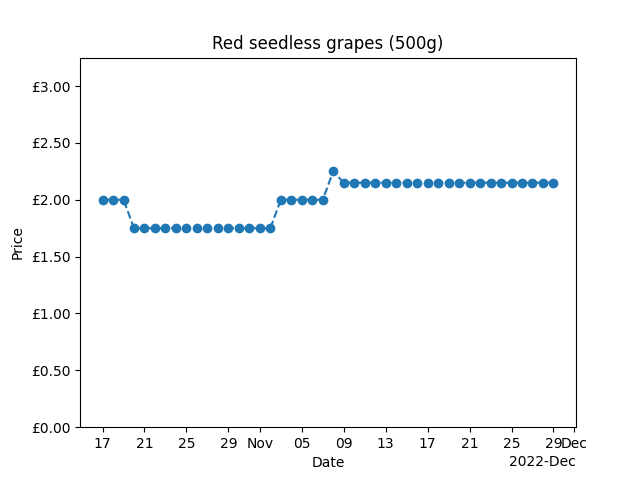 Red seedless grapes (500g)
£3.00
£2.50
£2.00
£1.50
£1.00
£0.50
£0.00
Price
17 21 25 29 Nov 05 09 13 17 21 25 29 Dec
Date
2022-Dec